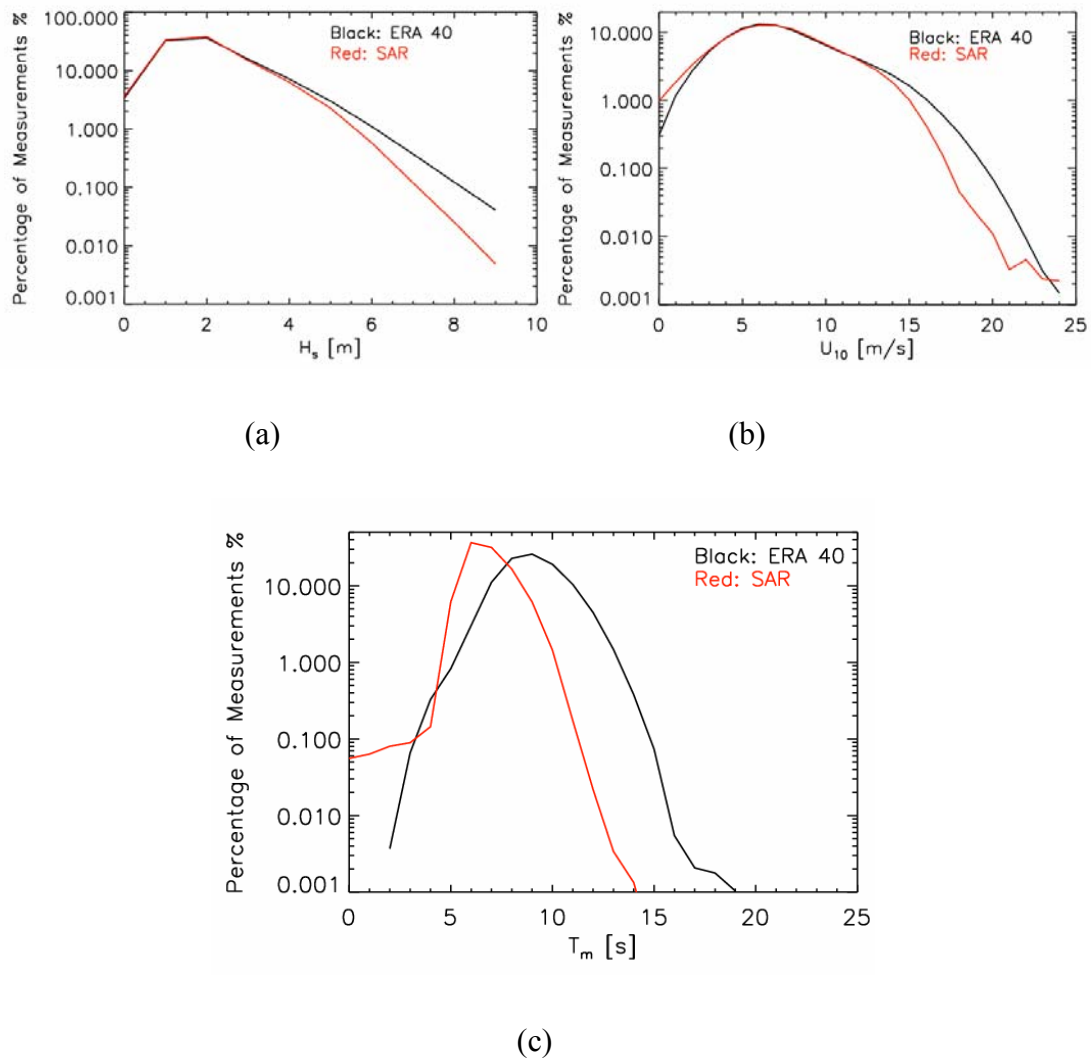 Percentage of Measurements %
100.000
10.000
1.000
0.100
0.010
0.001
Black: ERA 40
Red: SAR
0 2 4 6 8 10
H_s [m]
(a)
Percentage of Measurements %
10.000
1.000
0.100
0.010
0.001
Black: ERA 40
Red: SAR
0 5 10 15 20 25
U_10 [m/s]
(b)
Percentage of Measurements %
10.000
1.000
0.100
0.010
0.001
Black: ERA 40
Red: SAR
0 5 10 15 20 25
T_m [s]
(c)